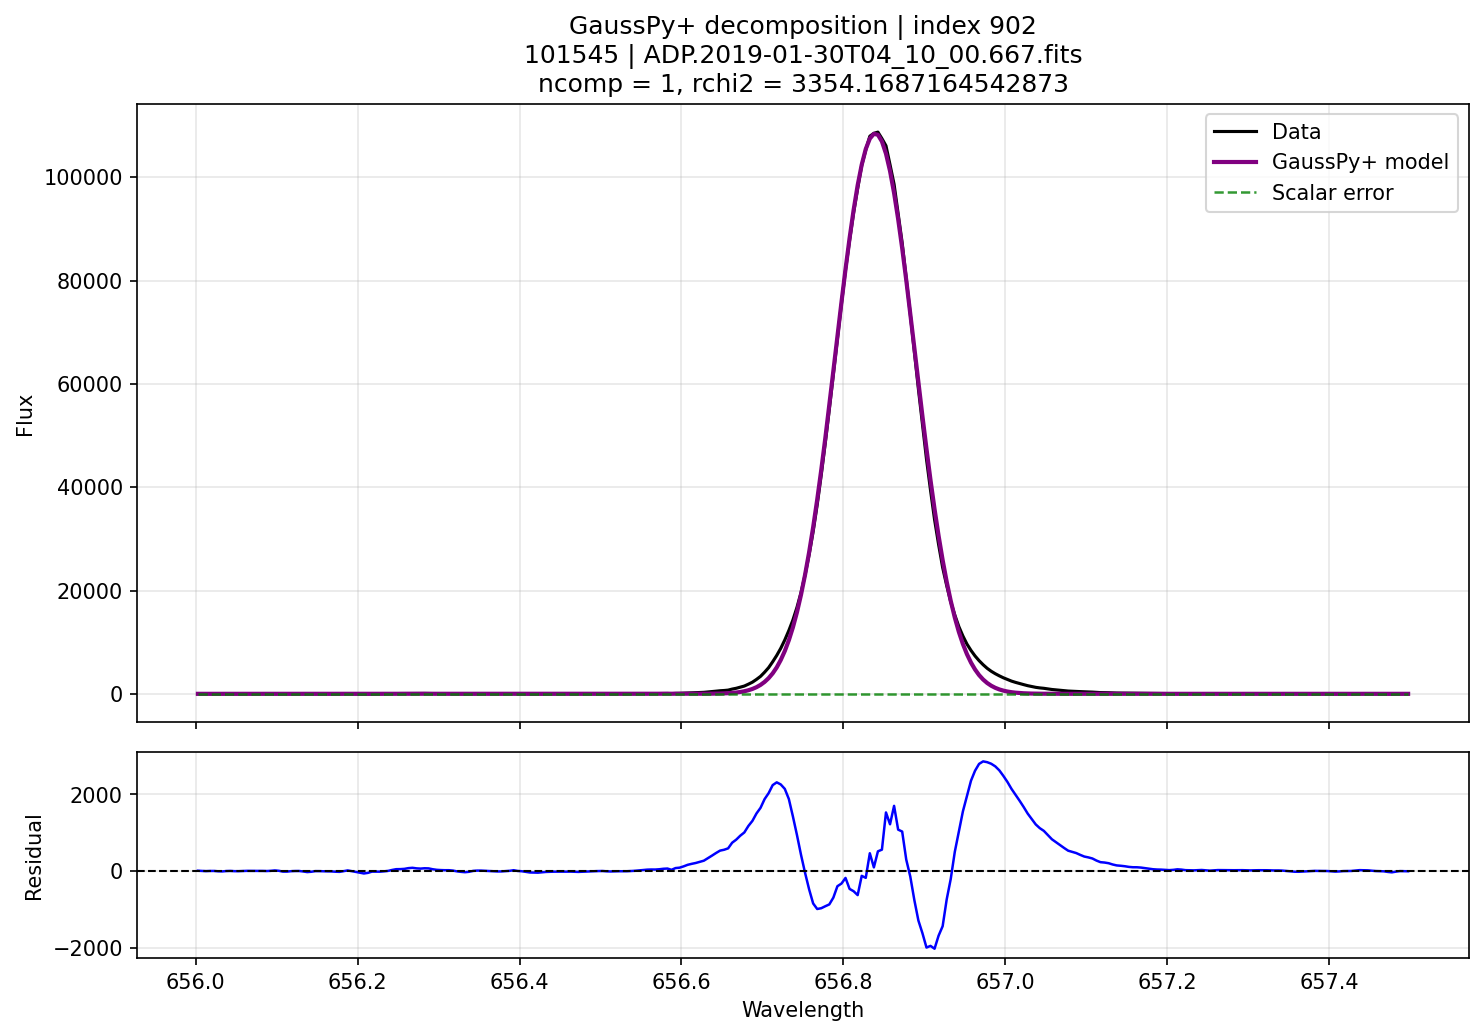 GaussPy+ decomposition | index 902
101545 | ADP.2019-01-30T04_10_00.667.fits
ncomp = 1, rchi2 = 3354.1687164542873
Data
GaussPy+ model
Scalar error
Flux
100000
80000
60000
40000
20000
0
Residual
2000
0
−2000
656.0 656.2 656.4 656.6 656.8 657.0 657.2 657.4
Wavelength